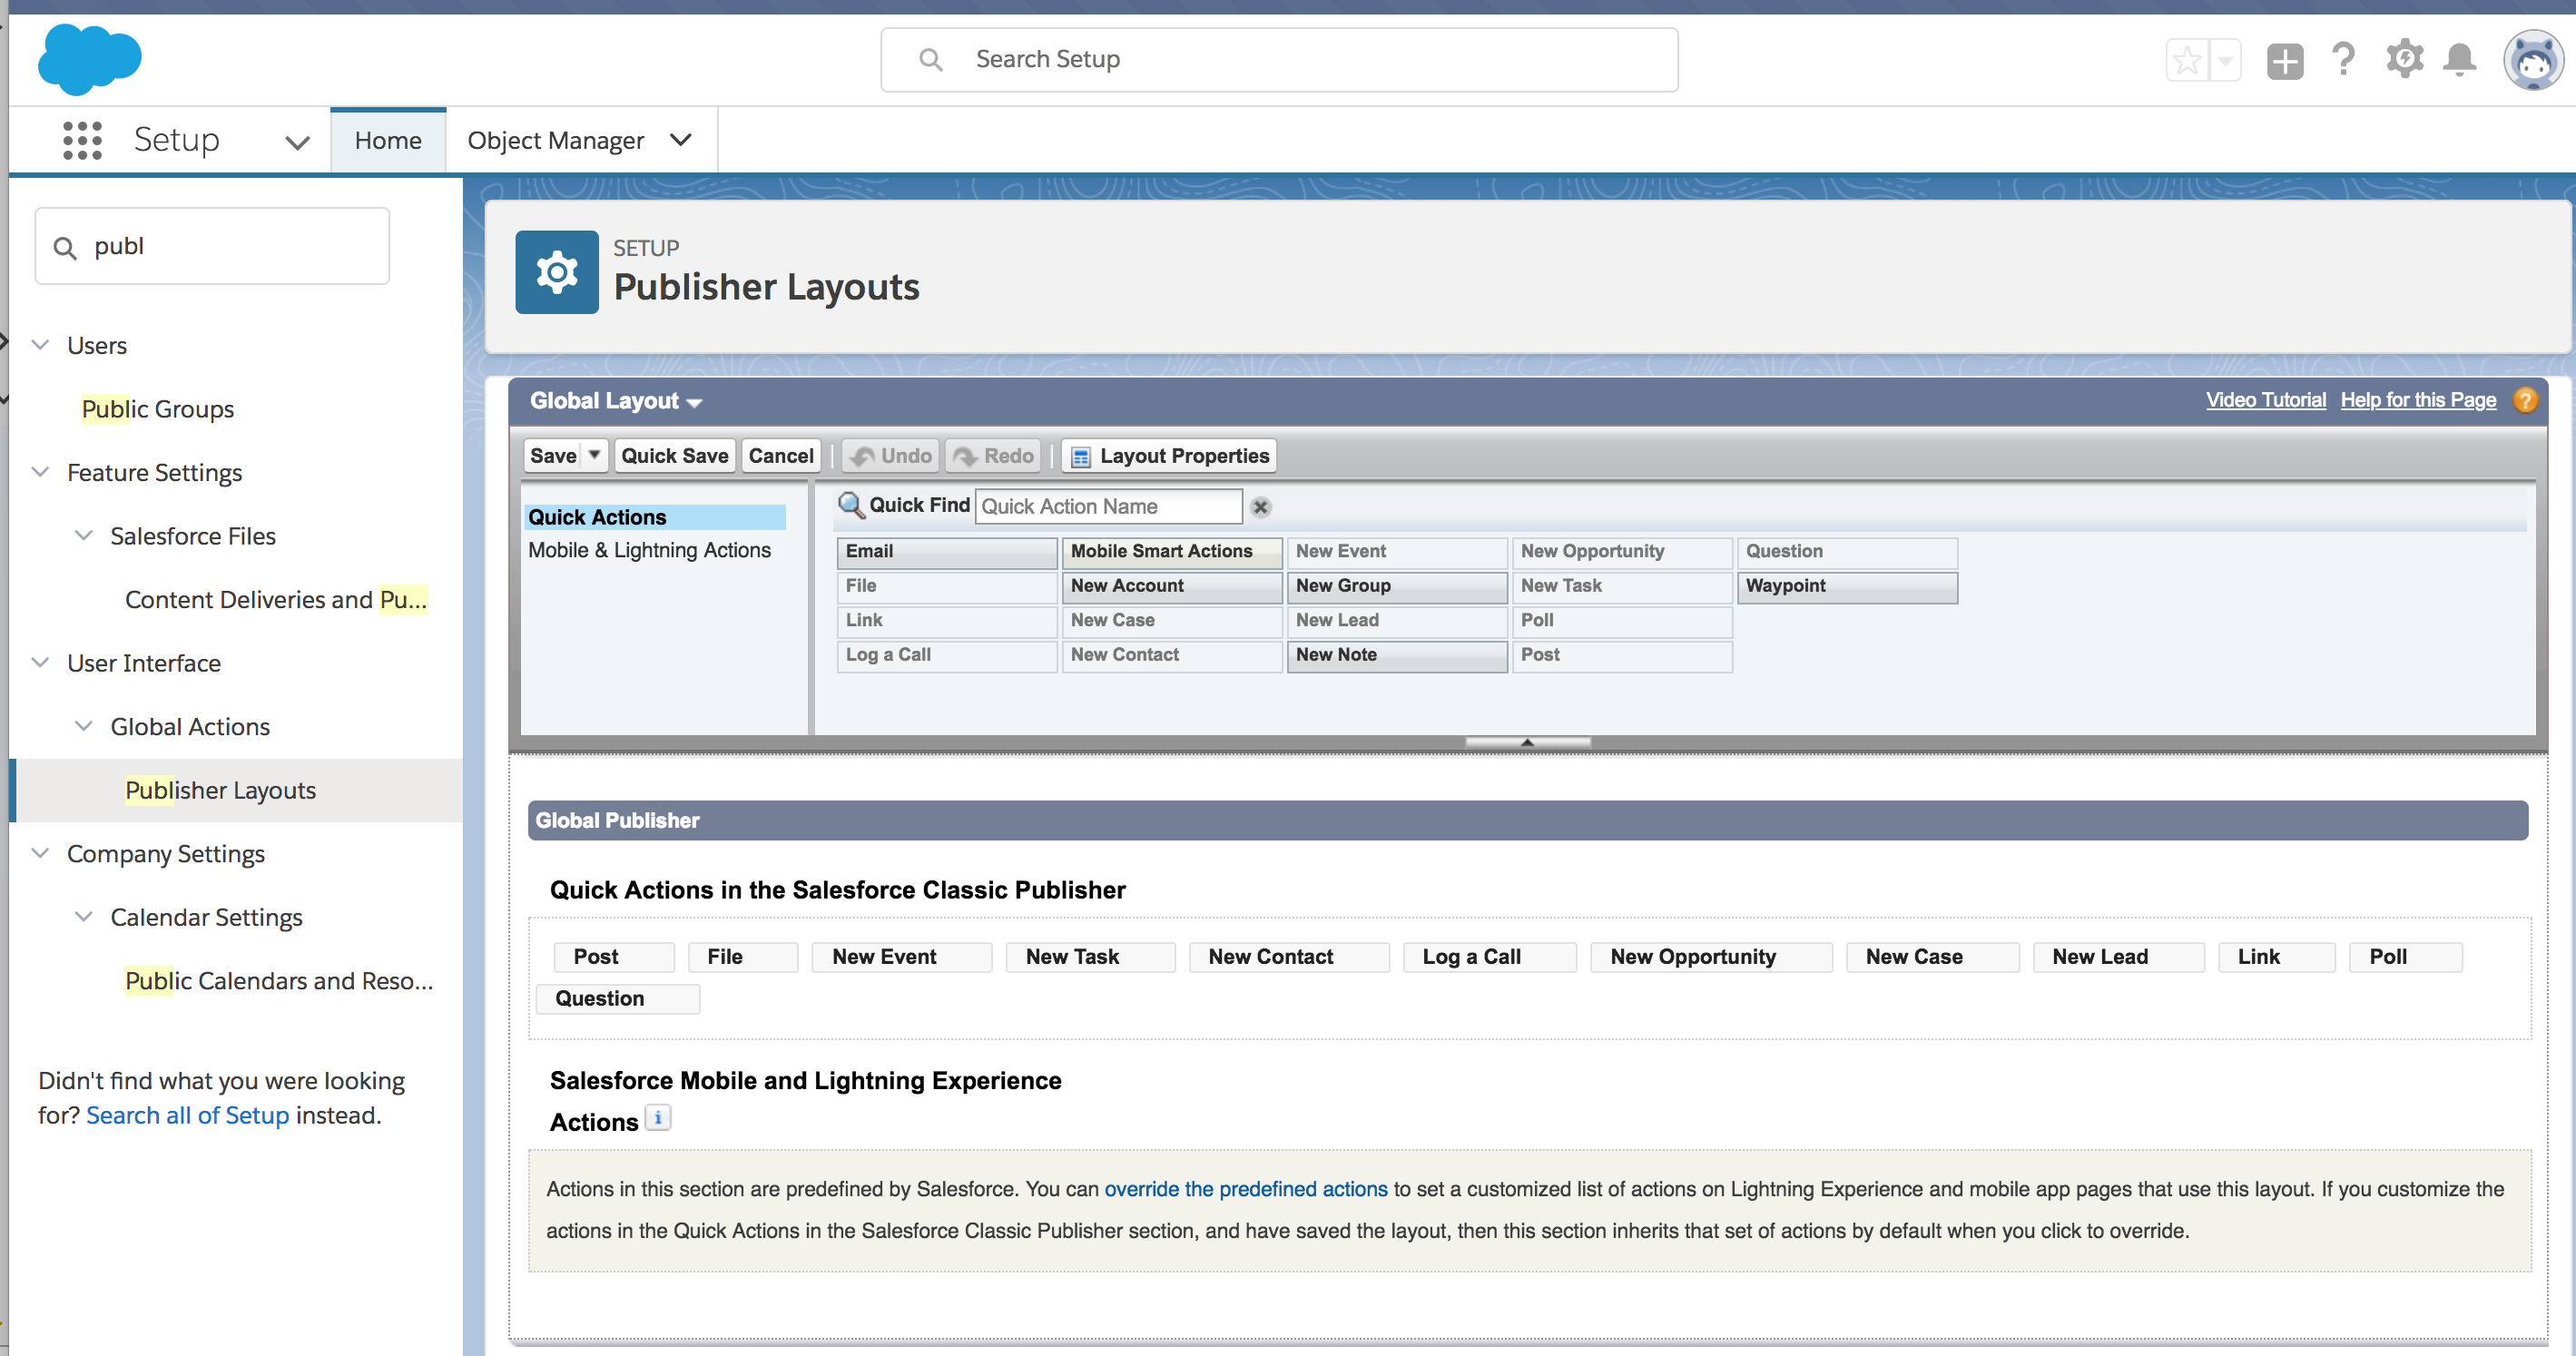 Search Setup
Setup
Home
Object Manager
publ
Users
Public Groups
Feature Settings
Salesforce Files
Content Deliveries and Pu...
User Interface
Global Actions
Publisher Layouts
Company Settings
Calendar Settings
Public Calendars and Reso...
Didn't find what you were looking
for? Search all of Setup instead.
SETUP
Publisher Layouts
Global Layout
Video Tutorial Help for this Page ?
Save Quick Save Cancel Undo Redo Layout Properties
Quick Actions
Mobile & Lightning Actions
Quick Find Quick Action Name
Email Mobile Smart Actions New Event New Opportunity Question
File New Account New Group New Task Waypoint
Link New Case New Lead Poll
Log a Call New Contact New Note Post
Global Publisher
Quick Actions in the Salesforce Classic Publisher
Post File New Event New Task New Contact Log a Call New Opportunity New Case New Lead Link Poll
Question
Salesforce Mobile and Lightning Experience
Actions i
Actions in this section are predefined by Salesforce. You can override the predefined actions to set a customized list of actions on Lightning Experience and mobile app pages that use this layout. If you customize the
actions in the Quick Actions in the Salesforce Classic Publisher section, and have saved the layout, then this section inherits that set of actions by default when you click to override.